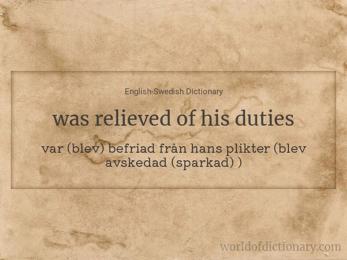 English-Swedish Dictionary
was relieved of his duties
var (blev) befriad från hans plikter (blev
avskedad (sparkad) )
worldofdictionary.com